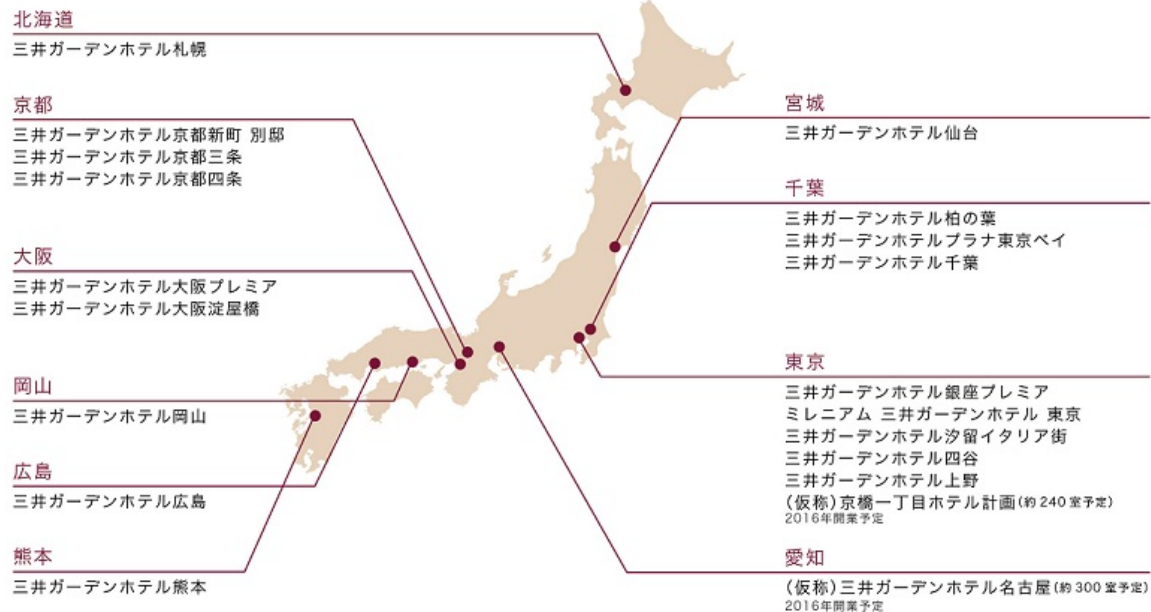 北海道
三井ガーデンホテル札幌
京都
三井ガーデンホテル京都新町 別邸
三井ガーデンホテル京都三条
三井ガーデンホテル京都四条
大阪
三井ガーデンホテル大阪プレミア
三井ガーデンホテル大阪淀屋橋
岡山
三井ガーデンホテル岡山
広島
三井ガーデンホテル広島
熊本
三井ガーデンホテル熊本
宮城
三井ガーデンホテル仙台
千葉
三井ガーデンホテル柏の葉
三井ガーデンホテルプラナ東京ベイ
三井ガーデンホテル千葉
東京
三井ガーデンホテル銀座プレミア
ミレニアム 三井ガーデンホテル 東京
三井ガーデンホテル汐留イタリア街
三井ガーデンホテル四谷
三井ガーデンホテル上野
(仮称)京橋一丁目ホテル計画(約240室予定)
2016年開業予定
愛知
(仮称)三井ガーデンホテル名古屋(約300室予定)
2016年開業予定